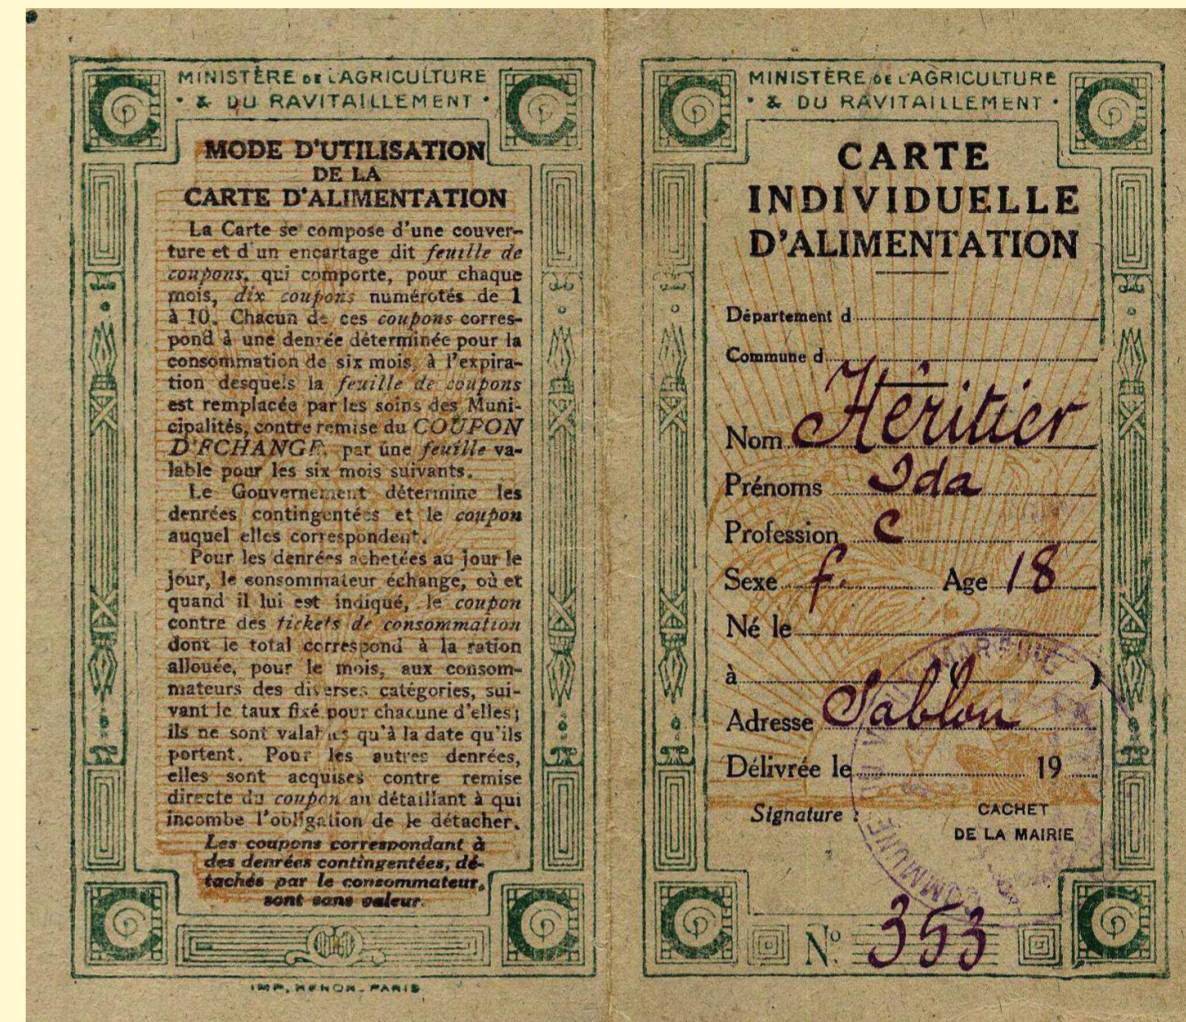 MINISTÈRE DE L'AGRICULTURE
& DU RAVITAILLEMENT
MODE D'UTILISATION
DE LA
CARTE D'ALIMENTATION
La Carte se compose d'une couver-
ture et d'un encartage dit feuille de
coupons, qui comporte, pour chaque
mois, dix coupons numérotés de 1
à 10. Chacun de ces coupons corres-
pond à une denrée déterminée pour la
consommation de six mois, à l'expira-
tion desquels la feuille de coupons
est remplacée par les soins des Muni-
cipalités, contre remise du COUPON
D'ECHANGE, par une feuille va-
lable pour les six mois suivants.
Le Gouvernement détermine les
denrées contingentées et le coupon
auquel elles correspondent.
Pour les denrées achetées au jour le
jour, le consommateur échange, où et
quand il lui est indiqué, le coupon
contre des tickets de consommation
dont le total correspond à la ration
allouée, pour le mois, aux consom-
mateurs des diverses catégories, sui-
vant le taux fixé pour chacune d'elles;
ils ne sont valables qu'à la date qu'ils
portent. Pour les autres denrées,
elles sont acquises contre remise
directe du coupon au détaillant à qui
incombe l'obligation de le détacher.
Les coupons correspondant à
des denrées contingentées, dé-
tachés par le consommateur,
sont sans valeur.
IMP. HÉNON. PARIS
MINISTÈRE DE L'AGRICULTURE
& DU RAVITAILLEMENT
CARTE
INDIVIDUELLE
D'ALIMENTATION
Département d
Commune d
Nom Héritier
Prénoms Ida
Profession C
Sexe f. Age 18
Né le
à
Adresse Sablon
Délivrée le 19
Signature :
CACHET
DE LA MAIRIE
N° 353